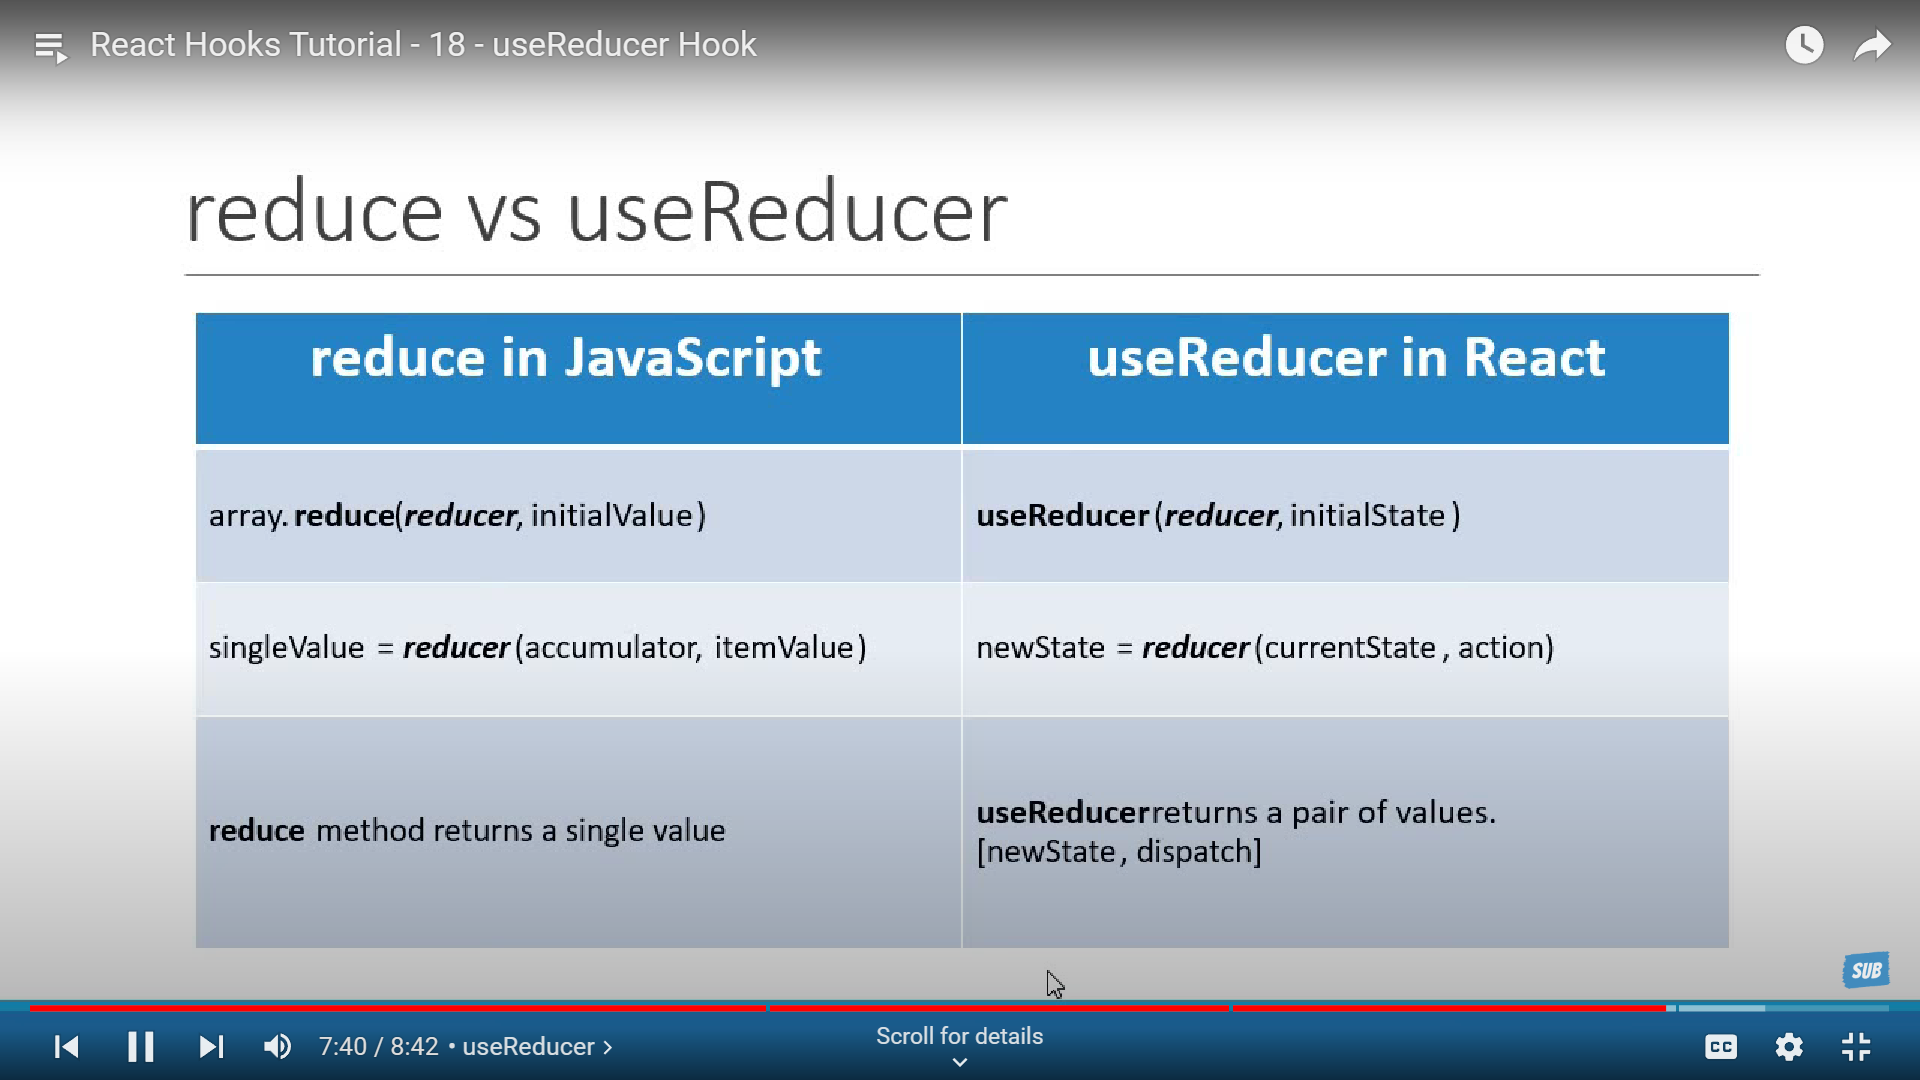 React Hooks Tutorial - 18 - useReducer Hook
reduce vs useReducer
reduce in JavaScript
useReducer in React
array.reduce(reducer, initialValue)
useReducer(reducer, initialState)
singleValue = reducer(accumulator, itemValue)
newState = reducer(currentState, action)
reduce method returns a single value
useReducer returns a pair of values.
[newState, dispatch]
SUB
7:40 / 8:42 • useReducer
Scroll for details
CC